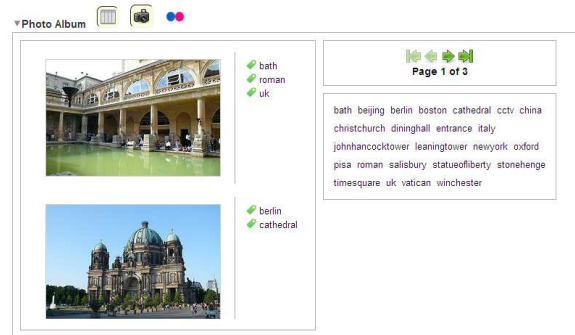 Photo Album
bath
roman
uk
berlin
cathedral
Page 1 of 3
bath beijing berlin boston cathedral cctv china
christchurch dininghall entrance italy
johnhancocktower leaningtower newyork oxford
pisa roman salisbury statueofliberty stonehenge
timesquare uk vatican winchester